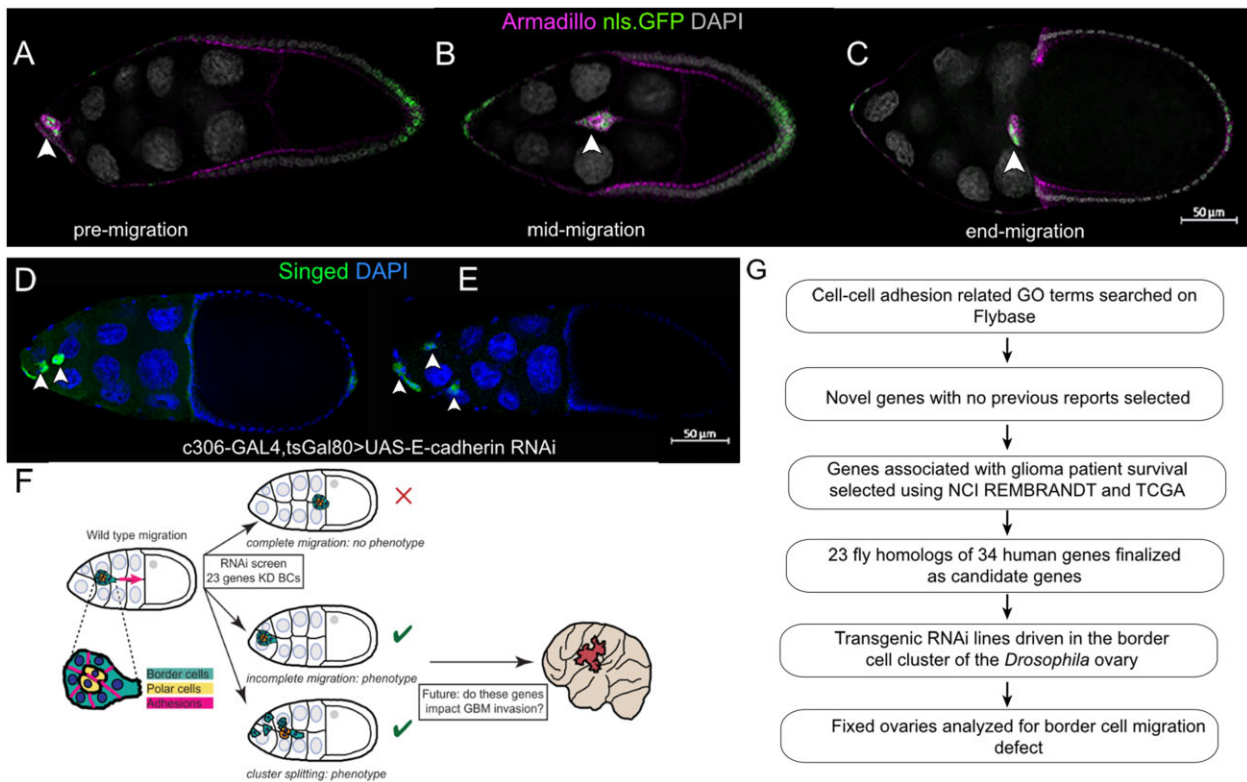 Armadillo nls.GFP DAPI
A
B
C
pre-migration
mid-migration
end-migration
50 µm
Singed DAPI
D
E
c306-GAL4,tsGal80>UAS-E-cadherin RNAi
50 µm
F
Wild type migration
RNAi screen
23 genes KD BCs
complete migration: no phenotype
incomplete migration: phenotype
cluster splitting: phenotype
Border cells
Polar cells
Adhesions
Future: do these genes
impact GBM invasion?
G
Cell-cell adhesion related GO terms searched on
Flybase
Novel genes with no previous reports selected
Genes associated with glioma patient survival
selected using NCI REMBRANDT and TCGA
23 fly homologs of 34 human genes finalized
as candidate genes
Transgenic RNAi lines driven in the border
cell cluster of the Drosophila ovary
Fixed ovaries analyzed for border cell migration
defect